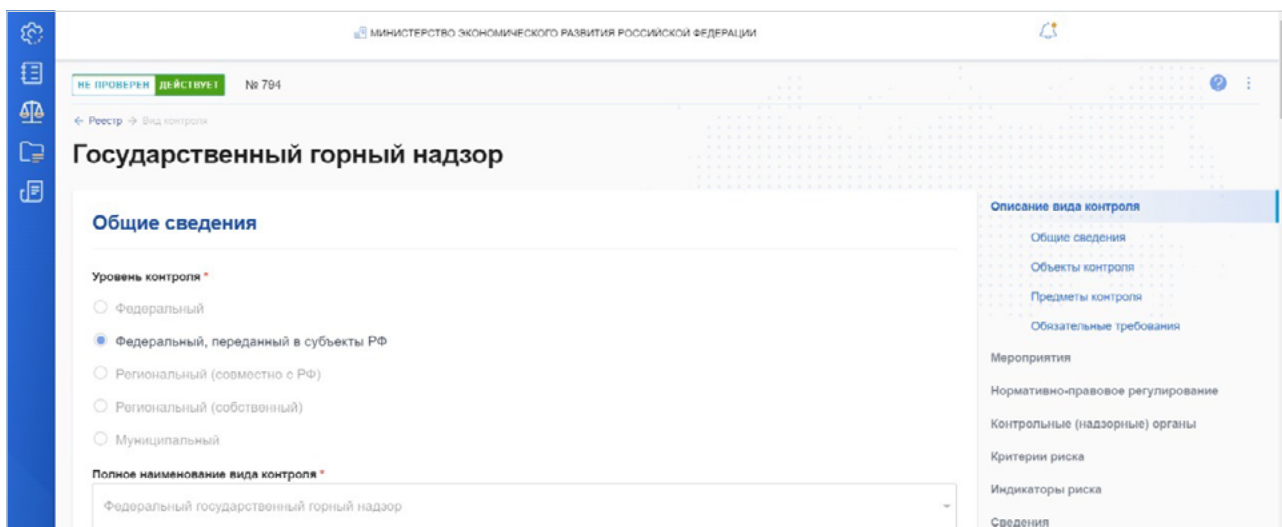 МИНИСТЕРСТВО ЭКОНОМИЧЕСКОГО РАЗВИТИЯ РОССИЙСКОЙ ФЕДЕРАЦИИ
НЕ ПРОВЕРЕН ДЕЙСТВУЕТ № 794
← Реестр → Вид контроля
Государственный горный надзор
Общие сведения
Уровень контроля *
Федеральный
Федеральный, переданный в субъекты РФ
Региональный (совместно с РФ)
Региональный (собственный)
Муниципальный
Полное наименование вида контроля *
Федеральный государственный горный надзор
Описание вида контроля
Общие сведения
Объекты контроля
Предметы контроля
Обязательные требования
Мероприятия
Нормативно-правовое регулирование
Контрольные (надзорные) органы
Критерии риска
Индикаторы риска
Сведения